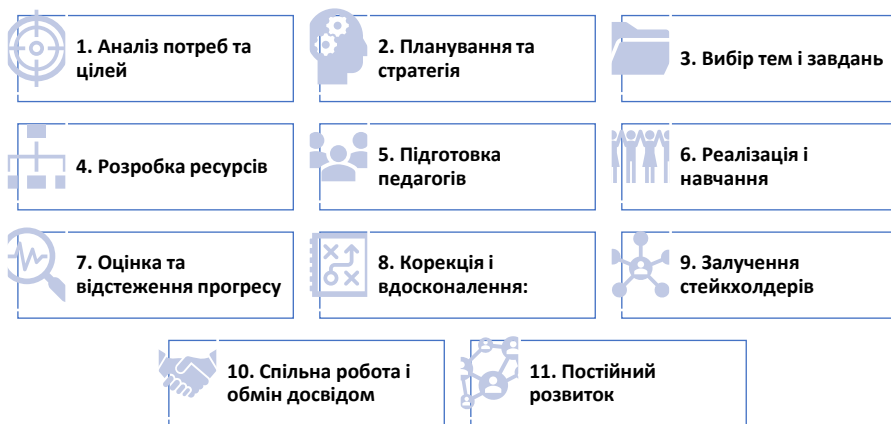 1. Аналіз потреб та
цілей
2. Планування та
стратегія
3. Вибір тем і завдань
4. Розробка ресурсів
5. Підготовка
педагогів
6. Реалізація і
навчання
7. Оцінка та
відстеження прогресу
8. Корекція і
вдосконалення:
9. Залучення
стейкхолдерів
10. Спільна робота і
обмін досвідом
11. Постійний
розвиток